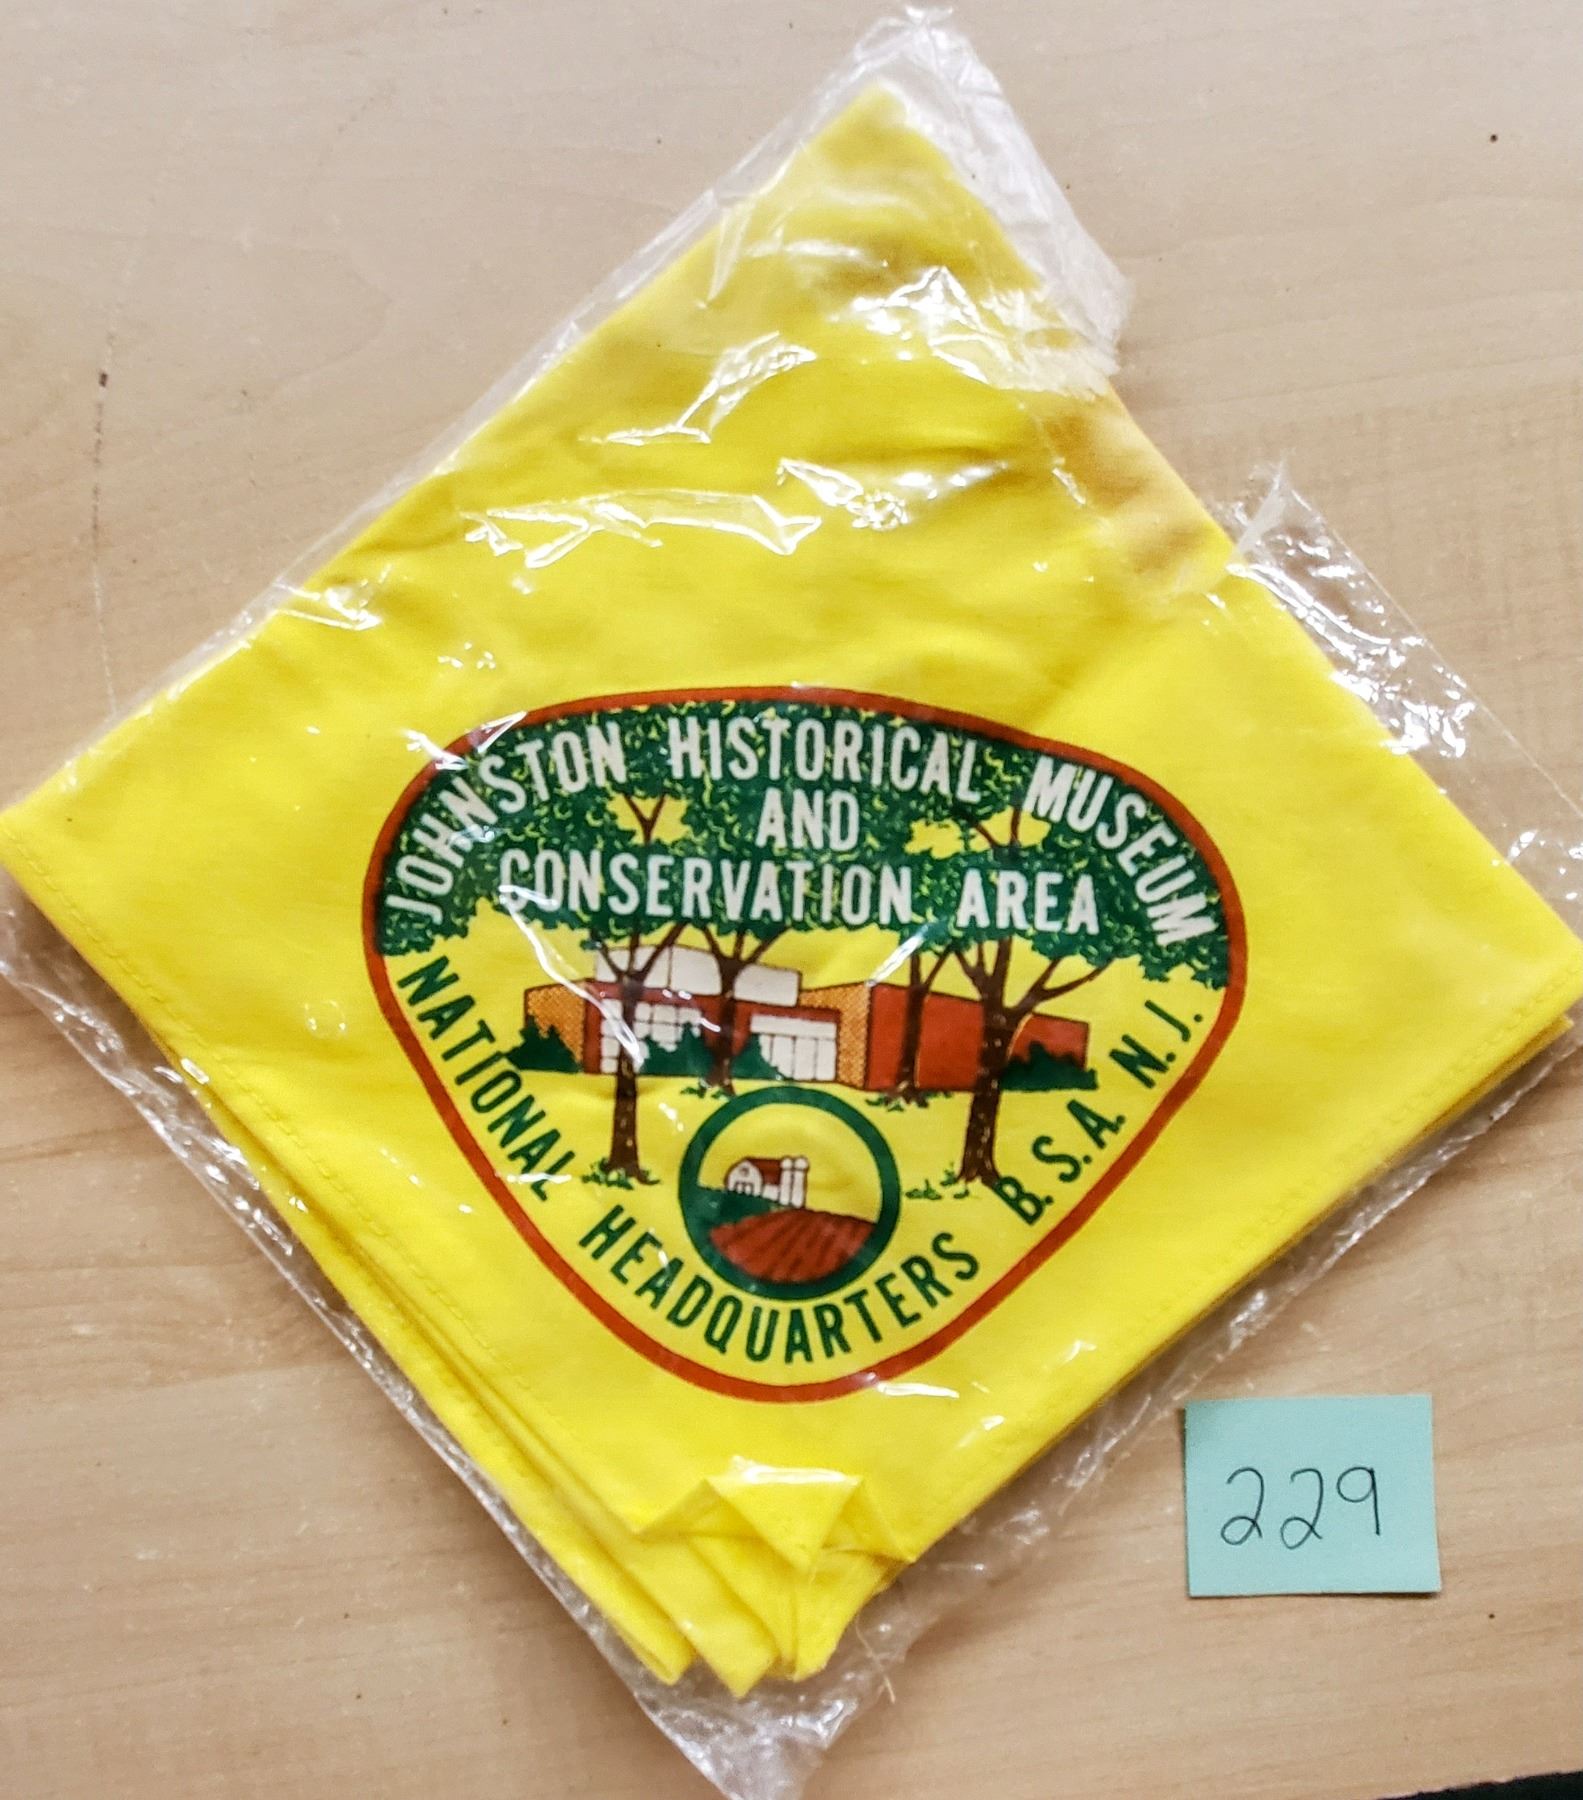 JOHNSTON HISTORICAL MUSEUM
AND
CONSERVATION AREA
NATIONAL HEADQUARTERS B.S.A. N.J.
229